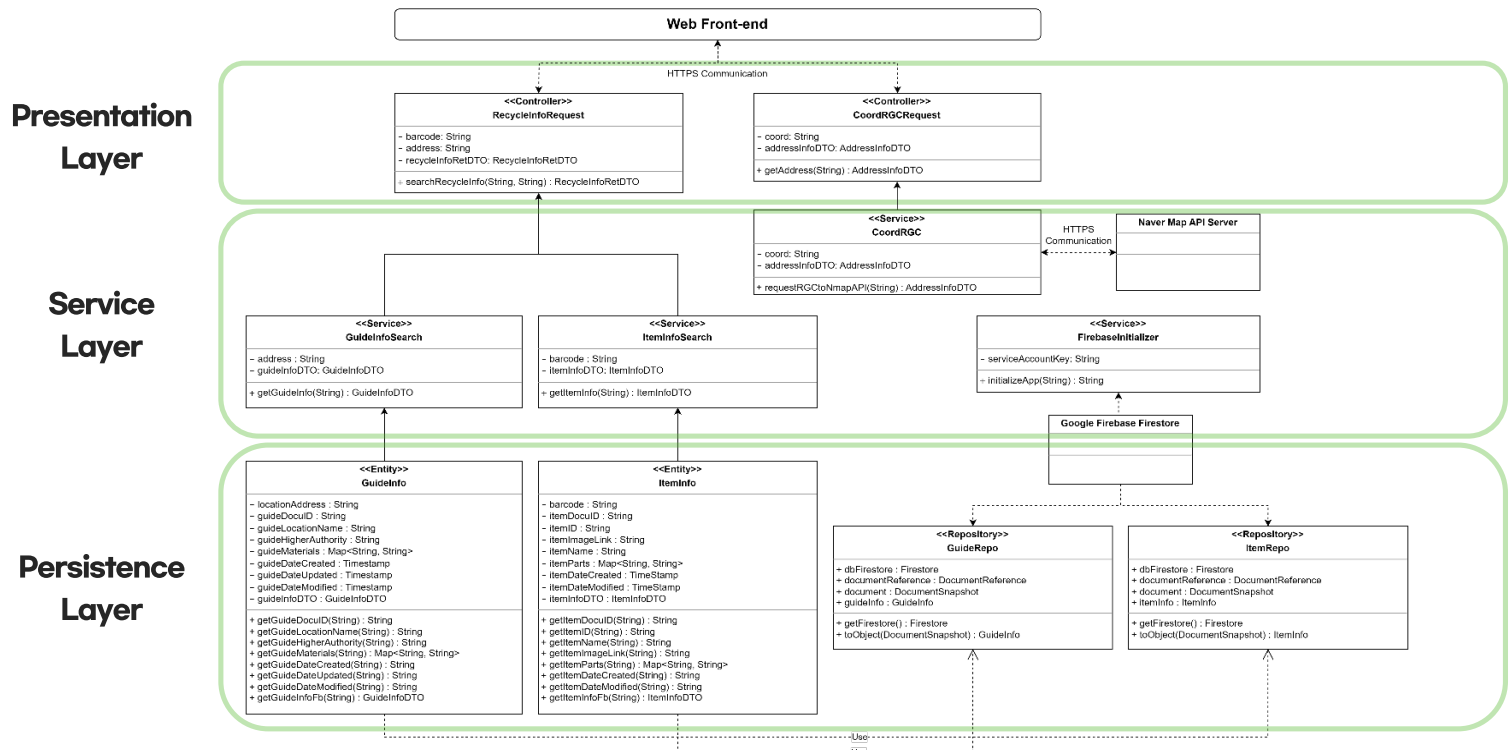 Web Front-end
HTTPS Communication
Presentation
Layer
<<Controller>>
RecycleInfoRequest
- barcode: String
- address: String
- recycleInfoRetDTO: RecycleInfoRetDTO
+ searchRecycleInfo(String, String) : RecycleInfoRetDTO
<<Controller>>
CoordRGCRequest
- coord: String
- addressInfoDTO: AddressInfoDTO
+ getAddress(String) : AddressInfoDTO
Service
Layer
<<Service>>
CoordRGC
- coord: String
- addressInfoDTO: AddressInfoDTO
+ requestRGCtoNmapAPI(String) : AddressInfoDTO
HTTPS
Communication
Naver Map API Server
<<Service>>
GuideInfoSearch
- address : String
- guideInfoDTO: GuideInfoDTO
+ getGuideInfo(String) : GuideInfoDTO
<<Service>>
ItemInfoSearch
- barcode : String
- itemInfoDTO: ItemInfoDTO
+ getItemInfo(String) : ItemInfoDTO
<<Service>>
FirebaseInitializer
- serviceAccountKey: String
+ initializeApp(String) : String
Google Firebase Firestore
Persistence
Layer
<<Entity>>
GuideInfo
- locationAddress : String
- guideDocuID : String
- guideLocationName : String
- guideHigherAuthority : String
- guideMaterials : Map<String, String>
- guideDateCreated : Timestamp
- guideDateUpdated : Timestamp
- guideDateModified : Timestamp
- guideInfoDTO : GuideInfoDTO
+ getGuideDocuID(String) : String
+ getGuideLocationName(String) : String
+ getGuideHigherAuthority(String) : String
+ getGuideMaterials(String) : Map<String, String>
+ getGuideDateCreated(String) : String
+ getGuideDateUpdated(String) : String
+ getGuideDateModified(String) : String
+ getGuideInfoFb(String) : GuideInfoDTO
<<Entity>>
ItemInfo
- barcode : String
- itemDocuID : String
- itemID : String
- itemImageLink : String
- itemName : String
- itemParts : Map<String, String>
- itemDateCreated : TimeStamp
- itemDateModified : TimeStamp
- itemInfoDTO : ItemInfoDTO
+ getItemDocuID(String) : String
+ getItemID(String) : String
+ getItemName(String) : String
+ getItemImageLink(String) : String
+ getItemParts(String) : Map<String, String>
+ getItemDateCreated(String) : String
+ getItemDateModified(String) : String
+ getItemInfoFb(String) : ItemInfoDTO
<<Repository>>
GuideRepo
+ dbFirestore : Firestore
+ documentReference : DocumentReference
+ document : DocumentSnapshot
+ guideInfo : GuideInfo
+ getFirestore() : Firestore
+ toObject(DocumentSnapshot) : GuideInfo
<<Repository>>
ItemRepo
+ dbFirestore : Firestore
+ documentReference : DocumentReference
+ document : DocumentSnapshot
+ itemInfo : ItemInfo
+ getFirestore() : Firestore
+ toObject(DocumentSnapshot) : ItemInfo
Use